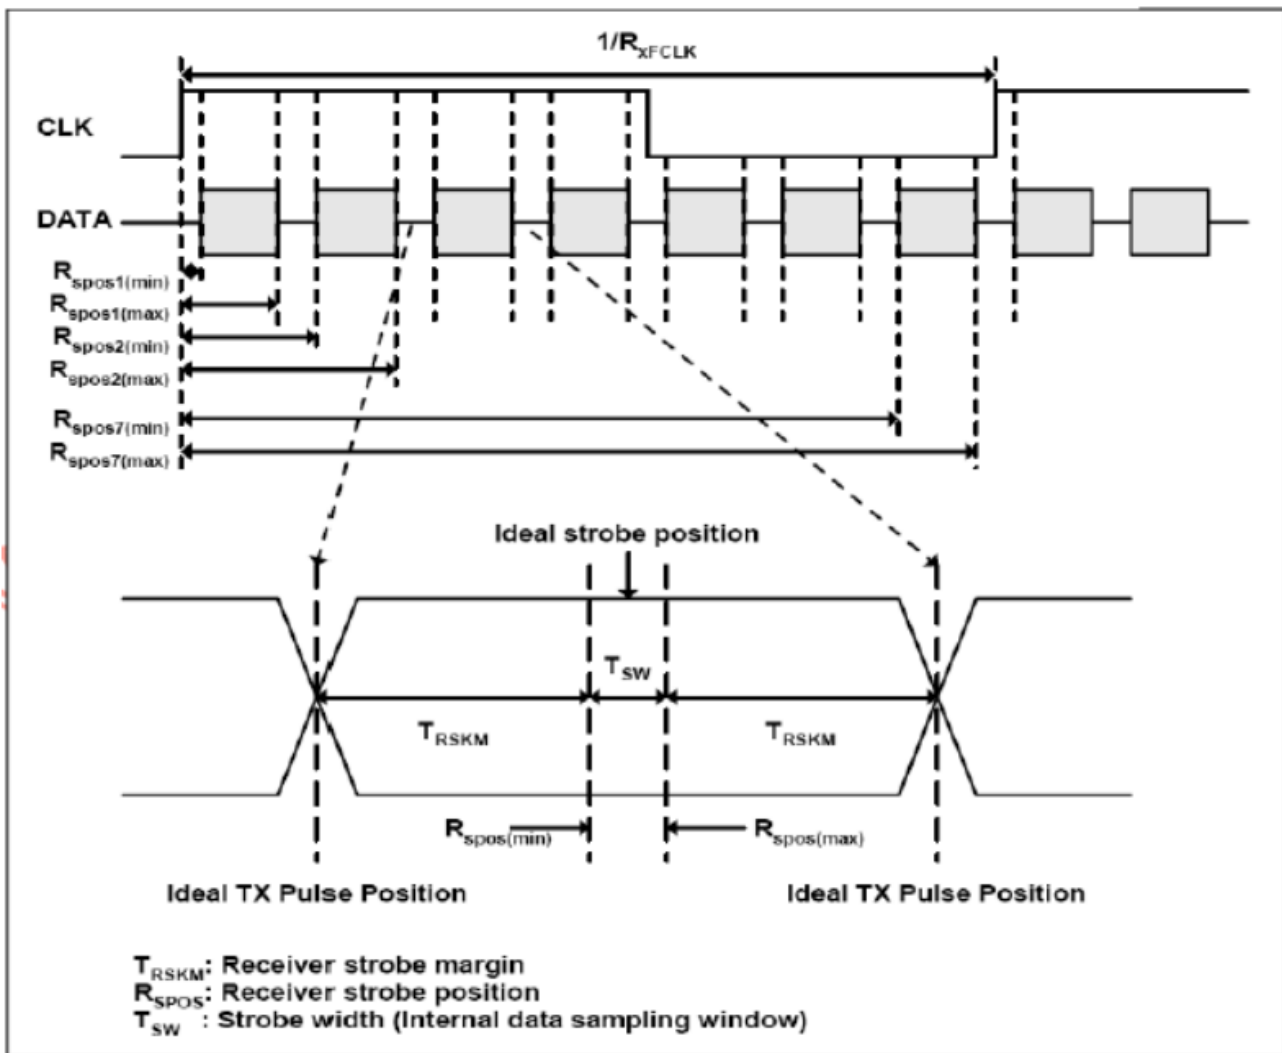 1/RxFCLK
CLK
DATA
Rspos1(min)
Rspos1(max)
Rspos2(min)
Rspos2(max)
Rspos7(min)
Rspos7(max)
Ideal strobe position
TSW
TRSKM TRSKM
Rspos(min) Rspos(max)
Ideal TX Pulse Position Ideal TX Pulse Position
TRSKM: Receiver strobe margin
RSPOS: Receiver strobe position
TSW : Strobe width (Internal data sampling window)